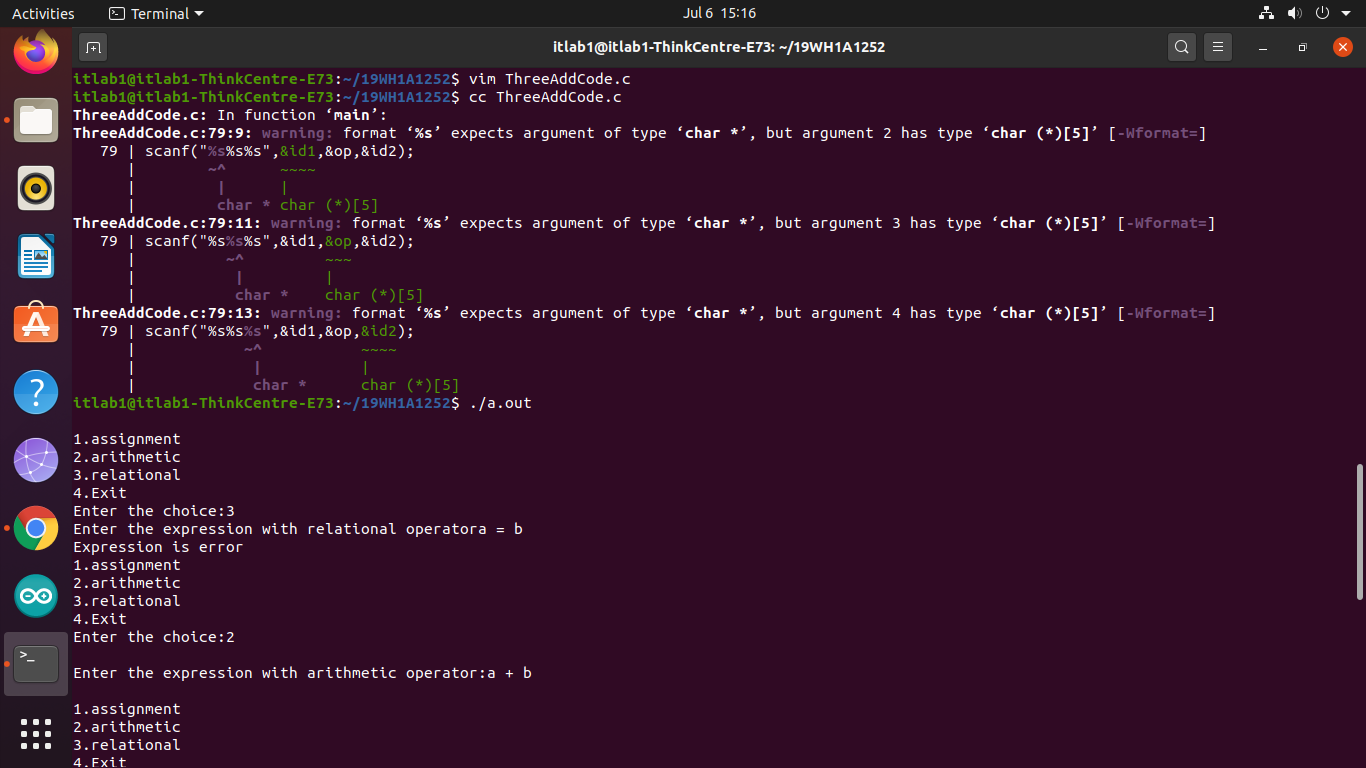 Activities Terminal Jul 6 15:16
itlab1@itlab1-ThinkCentre-E73: ~/19WH1A1252
itlab1@itlab1-ThinkCentre-E73:~/19WH1A1252$ vim ThreeAddCode.c
itlab1@itlab1-ThinkCentre-E73:~/19WH1A1252$ cc ThreeAddCode.c
ThreeAddCode.c: In function ‘main’:
ThreeAddCode.c:79:9: warning: format ‘%s’ expects argument of type ‘char *’, but argument 2 has type ‘char (*)[5]’ [-Wformat=]
   79 | scanf("%s%s%s",&id1,&op,&id2);
      |        ~^      ~~~~
      |         |      |
      |         char * char (*)[5]
ThreeAddCode.c:79:11: warning: format ‘%s’ expects argument of type ‘char *’, but argument 3 has type ‘char (*)[5]’ [-Wformat=]
   79 | scanf("%s%s%s",&id1,&op,&id2);
      |          ~^         ~~~
      |           |         |
      |           char *    char (*)[5]
ThreeAddCode.c:79:13: warning: format ‘%s’ expects argument of type ‘char *’, but argument 4 has type ‘char (*)[5]’ [-Wformat=]
   79 | scanf("%s%s%s",&id1,&op,&id2);
      |            ~^           ~~~~
      |             |           |
      |             char *      char (*)[5]
itlab1@itlab1-ThinkCentre-E73:~/19WH1A1252$ ./a.out
1.assignment
2.arithmetic
3.relational
4.Exit
Enter the choice:3
Enter the expression with relational operatora = b
Expression is error
1.assignment
2.arithmetic
3.relational
4.Exit
Enter the choice:2
Enter the expression with arithmetic operator:a + b
1.assignment
2.arithmetic
3.relational
4.Exit